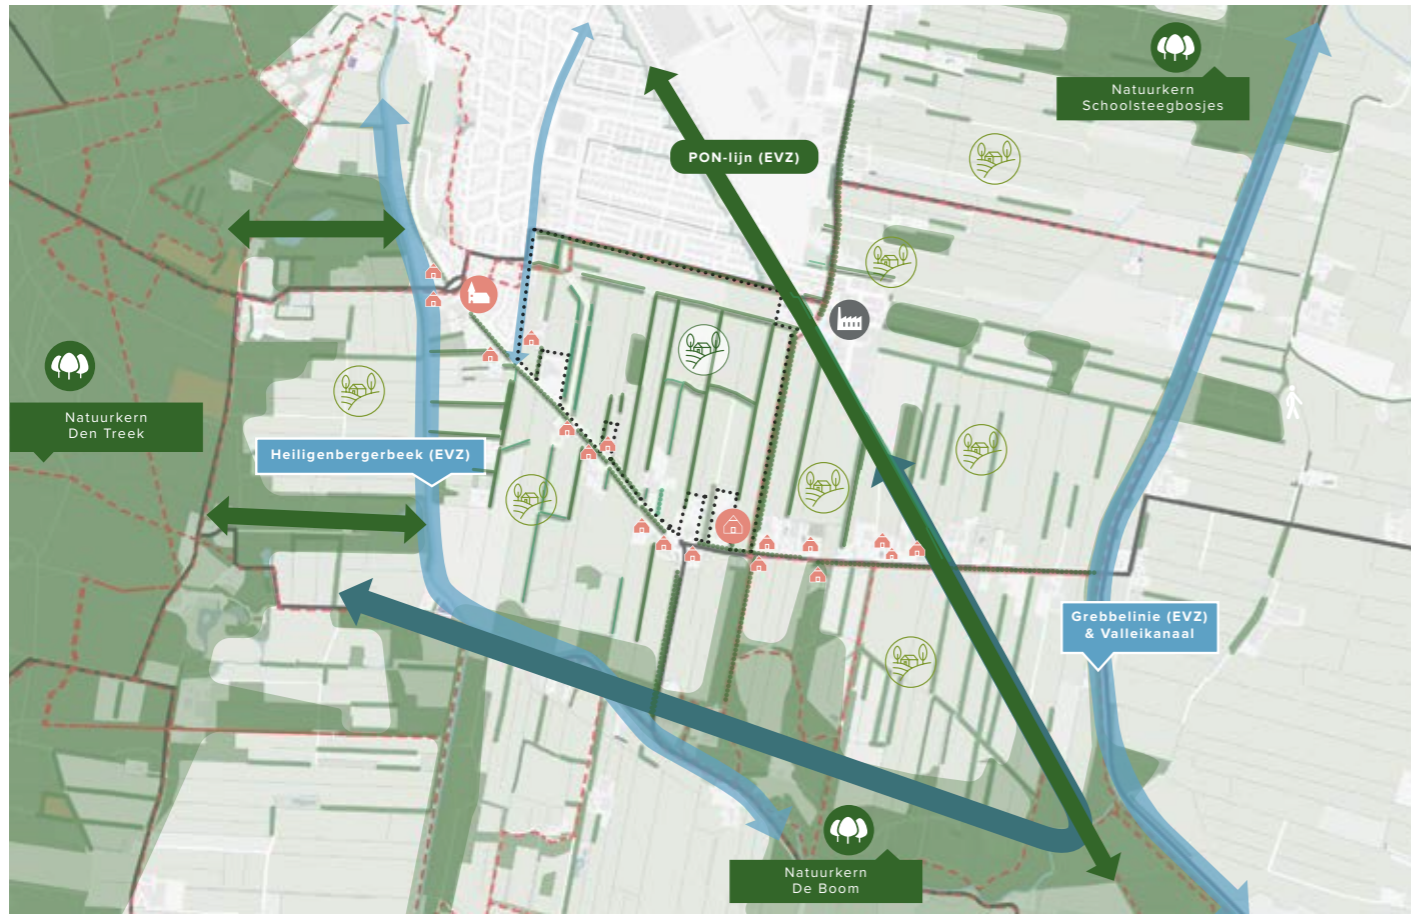 Natuurkern
Schoolsteegbosjes
PON-lijn (EVZ)
Natuurkern
Den Treek
Heiligenbergerbeek (EVZ)
Grebbelinie (EVZ)
& Valleikanaal
Natuurkern
De Boom